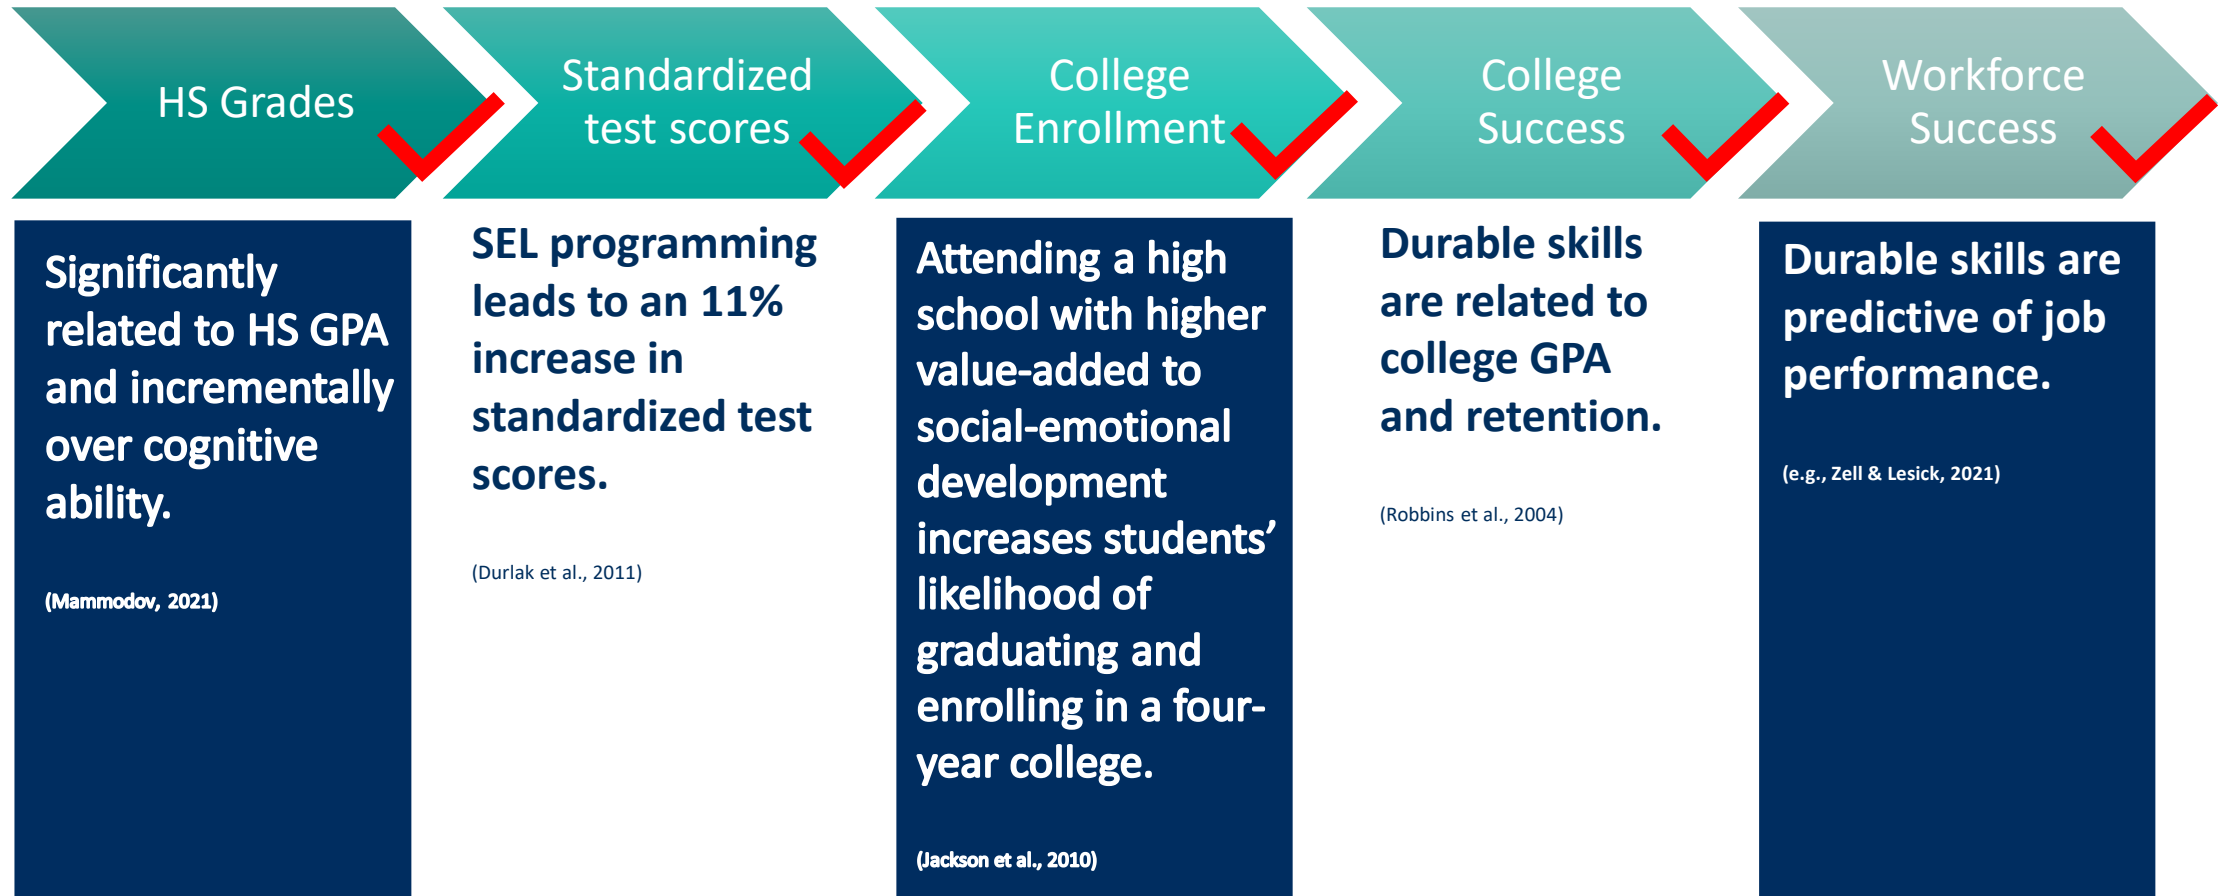 HS Grades
Standardized
test scores
College
Enrollment
College
Success
Workforce
Success
Significantly
related to HS GPA
and incrementally
over cognitive
ability.
(Mammodov, 2021)
SEL programming
leads to an 11%
increase in
standardized test
scores.
(Durlak et al., 2011)
Attending a high
school with higher
value-added to
social-emotional
development
increases students’
likelihood of
graduating and
enrolling in a four-
year college.
(Jackson et al., 2010)
Durable skills
are related to
college GPA
and retention.
(Robbins et al., 2004)
Durable skills are
predictive of job
performance.
(e.g., Zell & Lesick, 2021)